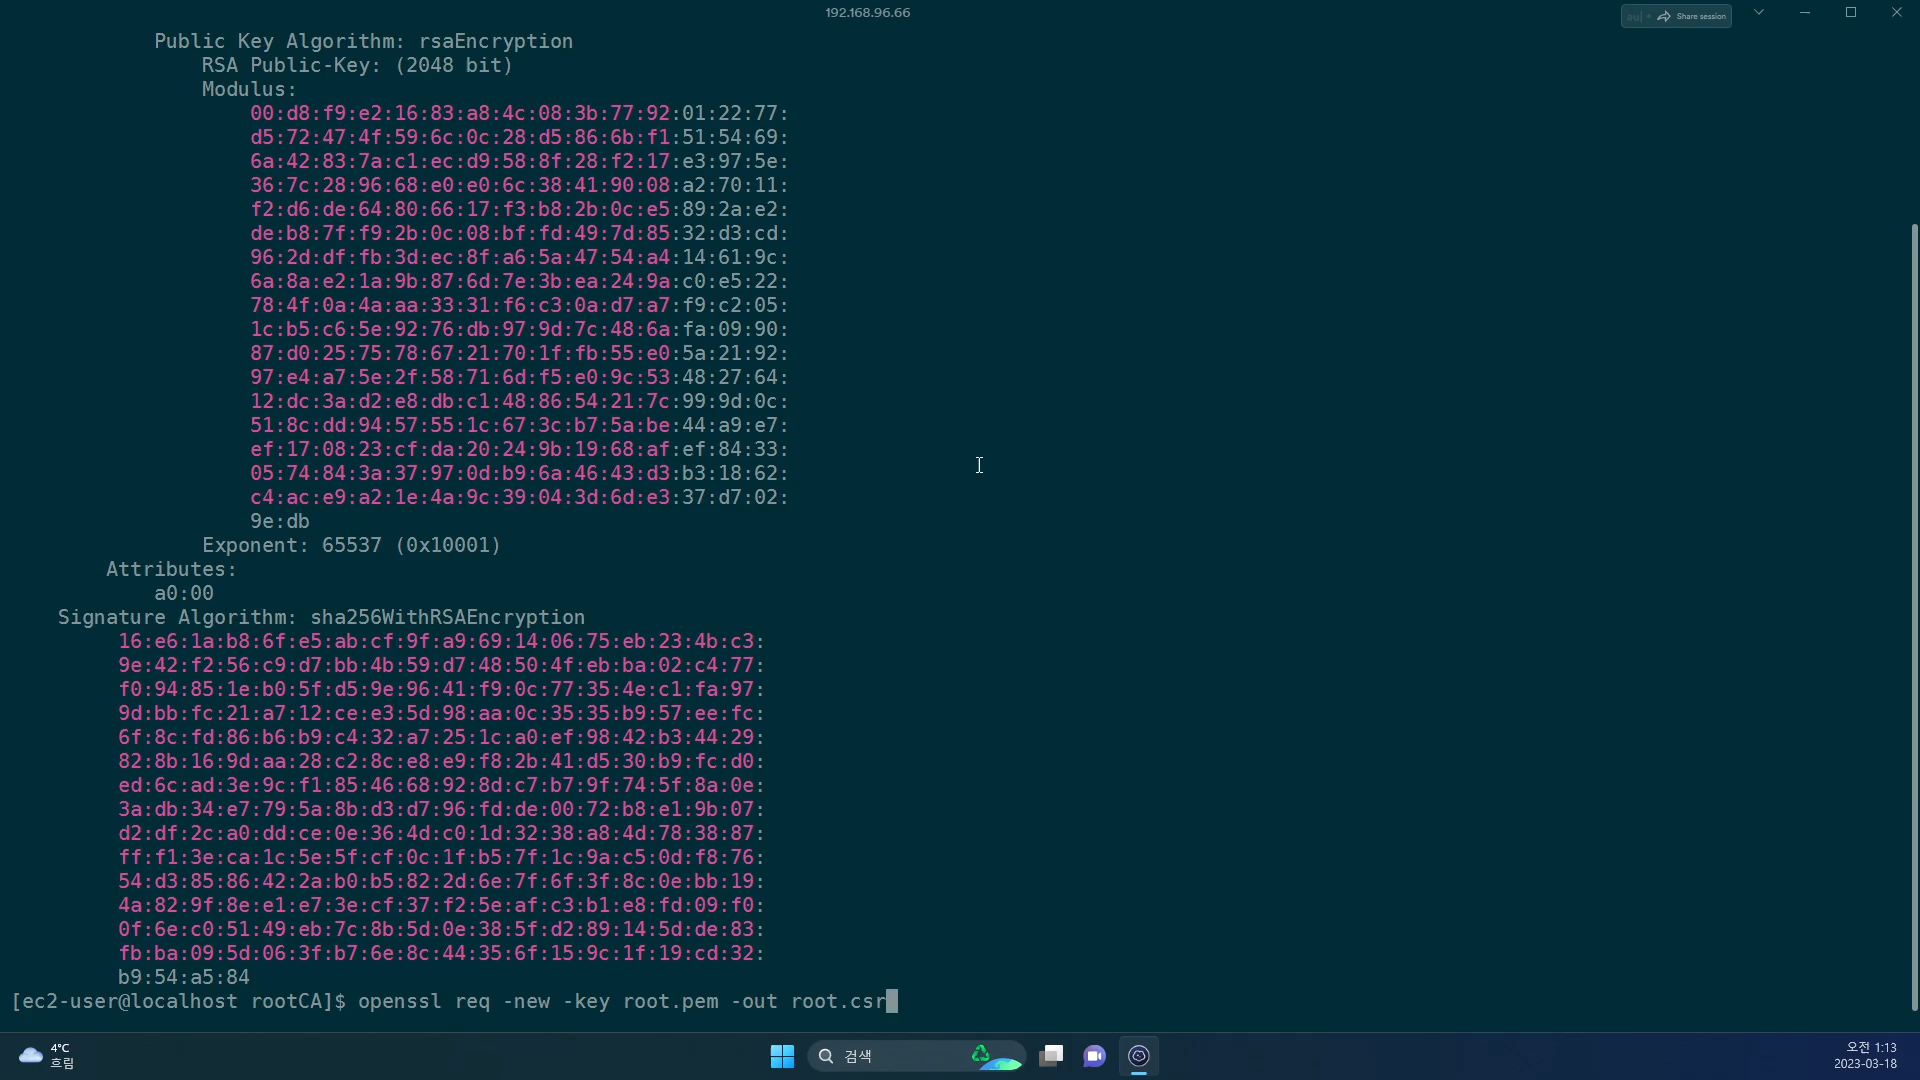 192.168.96.66
Share session
Public Key Algorithm: rsaEncryption
RSA Public-Key: (2048 bit)
Modulus:
00:d8:f9:e2:16:83:a8:4c:08:3b:77:92:01:22:77:
d5:72:47:4f:59:6c:0c:28:d5:86:6b:f1:51:54:69:
6a:42:83:7a:c1:ec:d9:58:8f:28:f2:17:e3:97:5e:
36:7c:28:96:68:e0:e0:6c:38:41:90:08:a2:70:11:
f2:d6:de:64:80:66:17:f3:b8:2b:0c:e5:89:2a:e2:
de:b8:7f:f9:2b:0c:08:bf:fd:49:7d:85:32:d3:cd:
96:2d:df:fb:3d:ec:8f:a6:5a:47:54:a4:14:61:9c:
6a:8a:e2:1a:9b:87:6d:7e:3b:ea:24:9a:c0:e5:22:
78:4f:0a:4a:aa:33:31:f6:c3:0a:d7:a7:f9:c2:05:
1c:b5:c6:5e:92:76:db:97:9d:7c:48:6a:fa:09:90:
87:d0:25:75:78:67:21:70:1f:fb:55:e0:5a:21:92:
97:e4:a7:5e:2f:58:71:6d:f5:e0:9c:53:48:27:64:
12:dc:3a:d2:e8:db:c1:48:86:54:21:7c:99:9d:0c:
51:8c:dd:94:57:55:1c:67:3c:b7:5a:be:44:a9:e7:
ef:17:08:23:cf:da:20:24:9b:19:68:af:ef:84:33:
05:74:84:3a:37:97:0d:b9:6a:46:43:d3:b3:18:62:
c4:ac:e9:a2:1e:4a:9c:39:04:3d:6d:e3:37:d7:02:
9e:db
Exponent: 65537 (0x10001)
Attributes:
a0:00
Signature Algorithm: sha256WithRSAEncryption
16:e6:1a:b8:6f:e5:ab:cf:9f:a9:69:14:06:75:eb:23:4b:c3:
9e:42:f2:56:c9:d7:bb:4b:59:d7:48:50:4f:eb:ba:02:c4:77:
f0:94:85:1e:b0:5f:d5:9e:96:41:f9:0c:77:35:4e:c1:fa:97:
9d:bb:fc:21:a7:12:ce:e3:5d:98:aa:0c:35:35:b9:57:ee:fc:
6f:8c:fd:86:b6:b9:c4:32:a7:25:1c:a0:ef:98:42:b3:44:29:
82:8b:16:9d:aa:28:c2:8c:e8:e9:f8:2b:41:d5:30:b9:fc:d0:
ed:6c:ad:3e:9c:f1:85:46:68:92:8d:c7:b7:9f:74:5f:8a:0e:
3a:db:34:e7:79:5a:8b:d3:d7:96:fd:de:00:72:b8:e1:9b:07:
d2:df:2c:a0:dd:ce:0e:36:4d:c0:1d:32:38:a8:4d:78:38:87:
ff:f1:3e:ca:1c:5e:5f:cf:0c:1f:b5:7f:1c:9a:c5:0d:f8:76:
54:d3:85:86:42:2a:b0:b5:82:2d:6e:7f:6f:3f:8c:0e:bb:19:
4a:82:9f:8e:e1:e7:3e:cf:37:f2:5e:af:c3:b1:e8:fd:09:f0:
0f:6e:c0:51:49:eb:7c:8b:5d:0e:38:5f:d2:89:14:5d:de:83:
fb:ba:09:5d:06:3f:b7:6e:8c:44:35:6f:15:9c:1f:19:cd:32:
b9:54:a5:84
[ec2-user@localhost rootCA]$ openssl req -new -key root.pem -out root.csr
4°C
흐림
검색
오전 1:13
2023-03-18